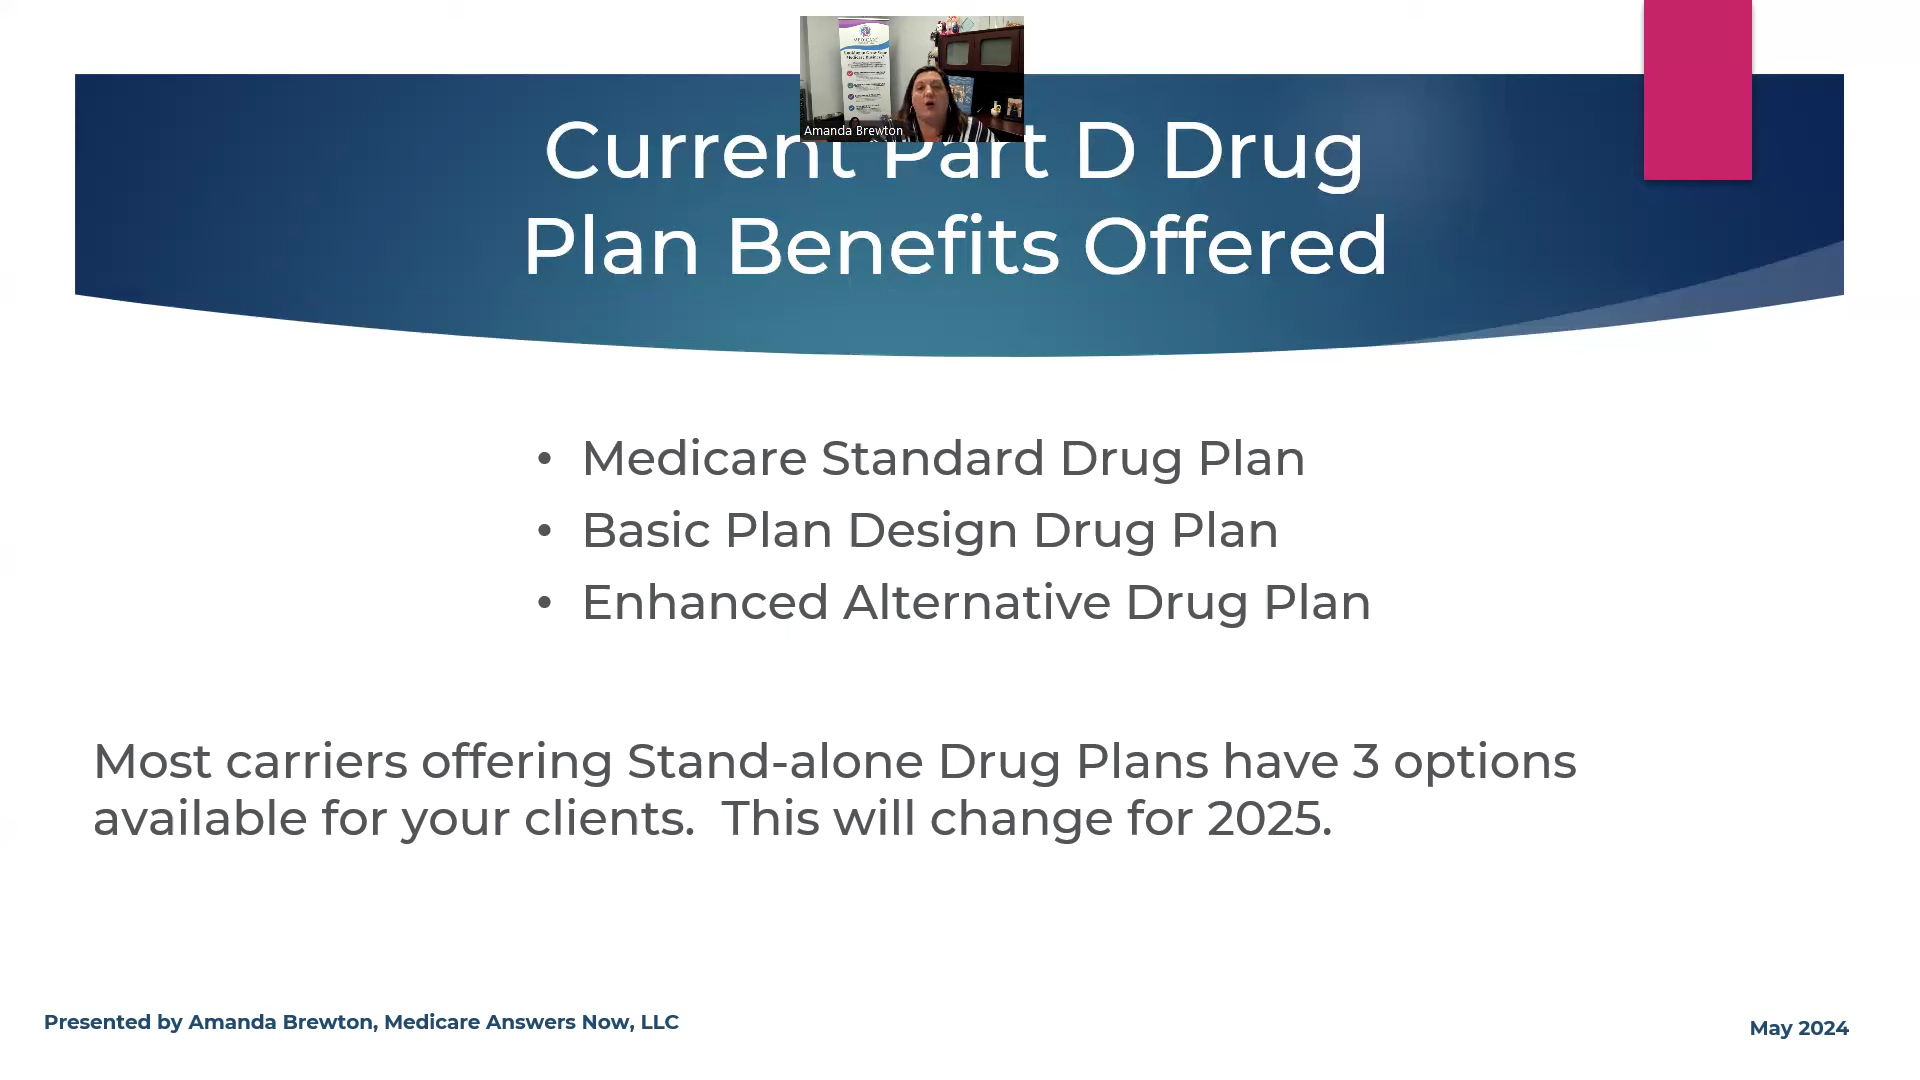 MEDICARE
Amanda Brewton
Current Part D Drug
Plan Benefits Offered
• Medicare Standard Drug Plan
• Basic Plan Design Drug Plan
• Enhanced Alternative Drug Plan
Most carriers offering Stand-alone Drug Plans have 3 options
available for your clients.  This will change for 2025.
Presented by Amanda Brewton, Medicare Answers Now, LLC
May 2024